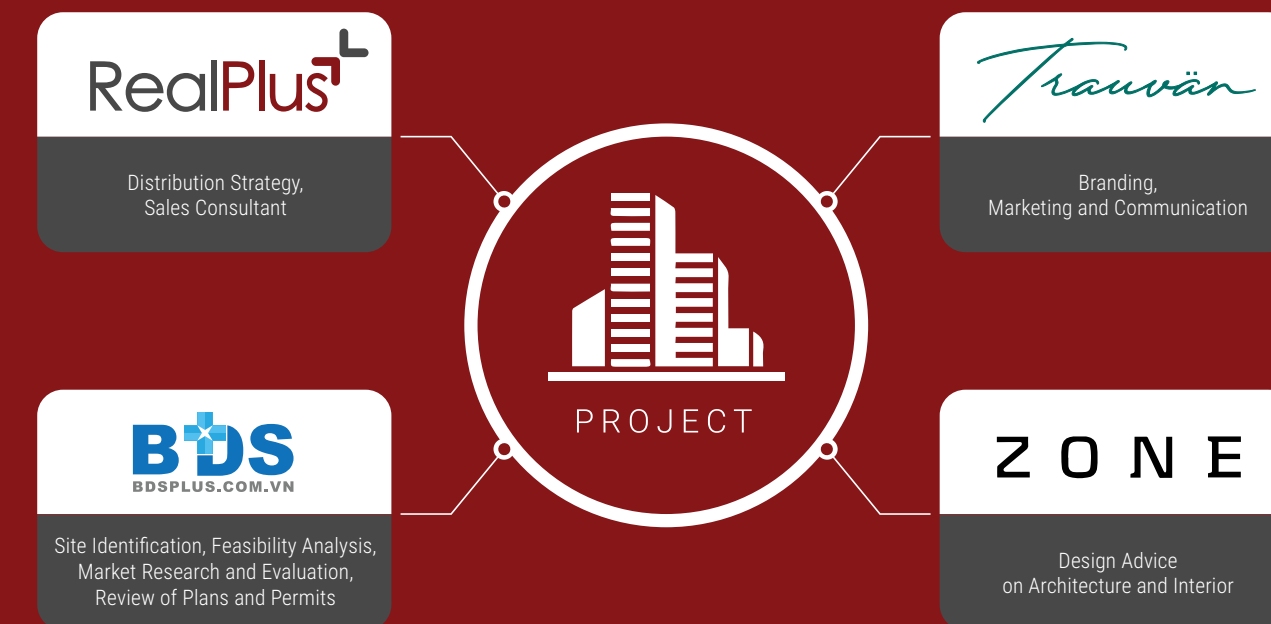 RealPlus
Distribution Strategy,
Sales Consultant
Trauvän
Branding,
Marketing and Communication
PROJECT
BDS
BDSPLUS.COM.VN
Site Identification, Feasibility Analysis,
Market Research and Evaluation,
Review of Plans and Permits
ZONE
Design Advice
on Architecture and Interior